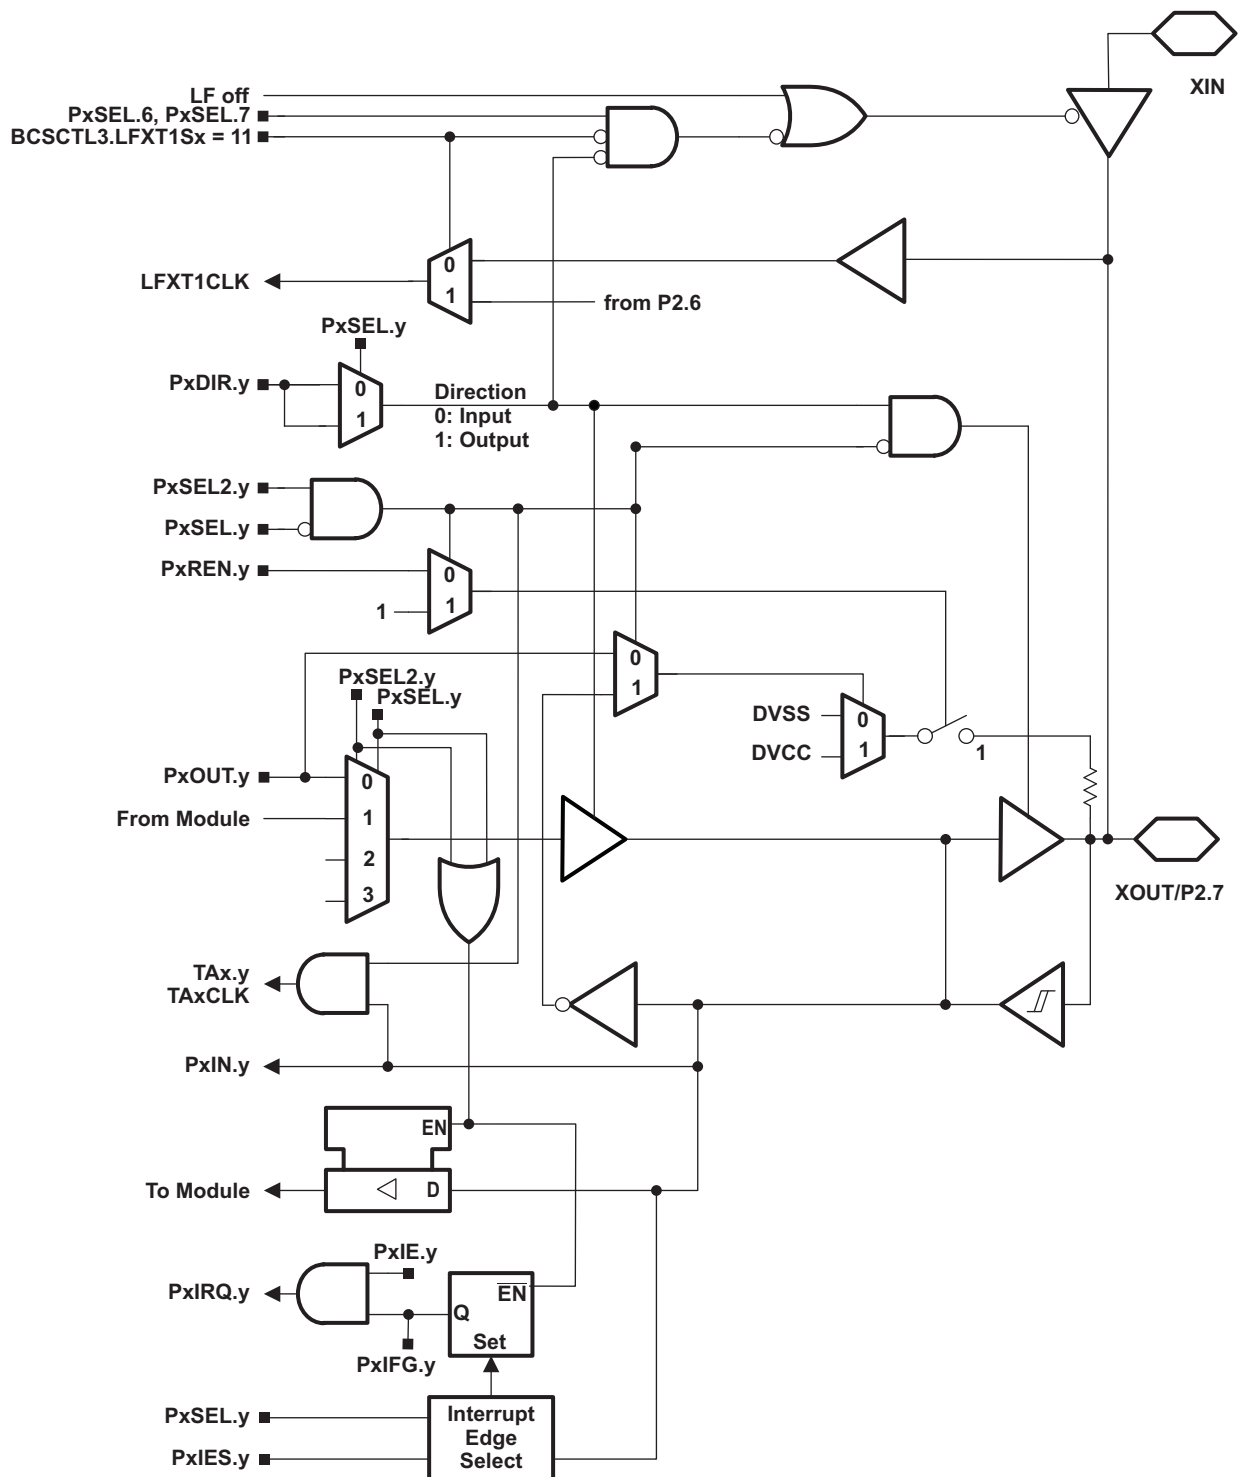 XIN
LF off
PxSEL.6, PxSEL.7
BCSCTL3.LFXT1Sx = 11
LFXT1CLK
0
1
from P2.6
PxSEL.y
PxDIR.y
0
1
Direction
0: Input
1: Output
PxSEL2.y
PxSEL.y
PxREN.y
0
1
1
0
1
PxSEL2.y
PxSEL.y
DVSS
DVCC
0
1
1
PxOUT.y
From Module
0
1
2
3
XOUT/P2.7
TAx.y
TAxCLK
PxIN.y
EN
To Module
D
PxIE.y
PxIRQ.y
EN
Q
Set
PxIFG.y
PxSEL.y
PxIES.y
Interrupt
Edge
Select